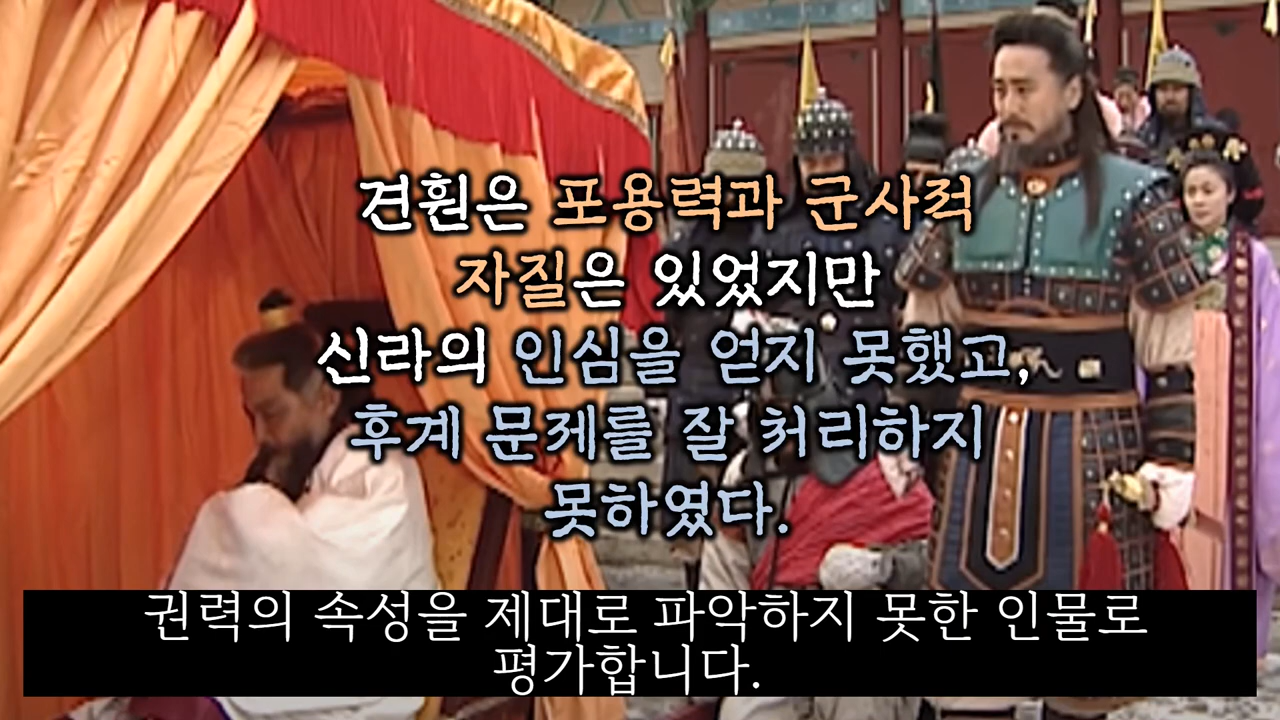 견훤은 포용력과 군사적
자질은 있었지만
신라의 인심을 얻지 못했고,
후계 문제를 잘 처리하지
못하였다.
권력의 속성을 제대로 파악하지 못한 인물로
평가합니다.